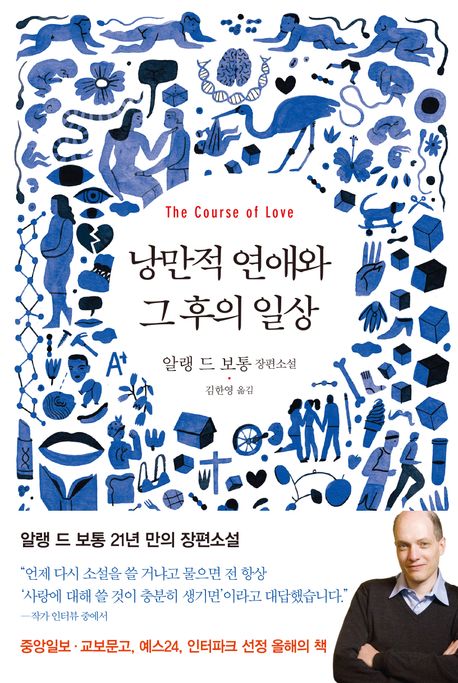 The Course of Love
낭만적 연애와
그 후의 일상
알랭 드 보통 장편소설
김한영 옮김
A+
알랭 드 보통 21년 만의 장편소설
“언제 다시 소설을 쓸 거냐고 물으면 전 항상
‘사랑에 대해 쓸 것이 충분히 생기면’이라고 대답했습니다.”
— 작가 인터뷰 중에서
중앙일보·교보문고, 예스24, 인터파크 선정 올해의 책